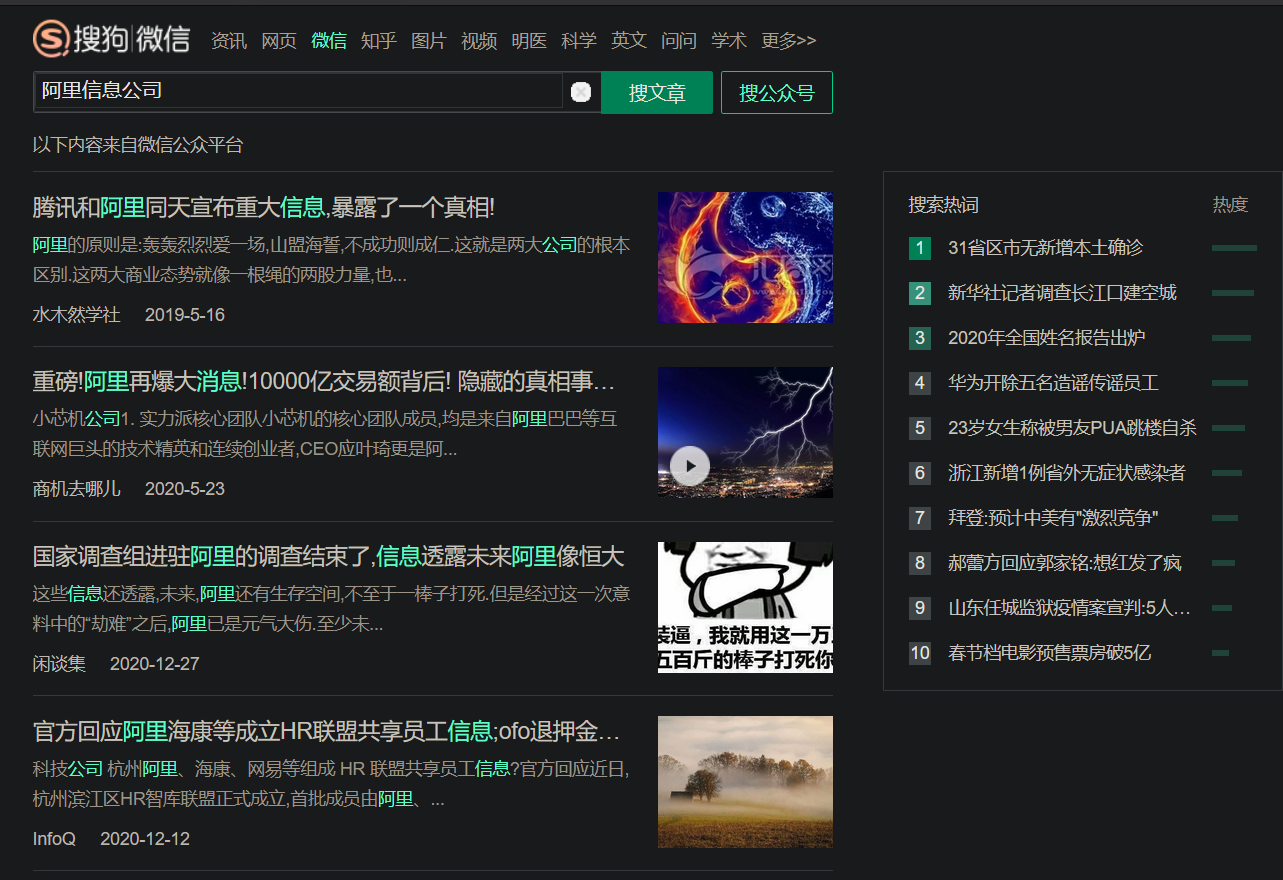 搜狗 微信
资讯 网页 微信 知乎 图片 视频 明医 科学 英文 问问 学术 更多>>
阿里信息公司
搜文章
搜公众号
以下内容来自微信公众平台
腾讯和阿里同天宣布重大信息,暴露了一个真相!
阿里的原则是:轰轰烈烈爱一场,山盟海誓,不成功则成仁.这就是两大公司的根本
区别.这两大商业态势就像一根绳的两股力量,也...
水木然学社 2019-5-16
汇图网
重磅!阿里再爆大消息!10000亿交易额背后! 隐藏的真相事…
小芯机公司1. 实力派核心团队小芯机的核心团队成员,均是来自阿里巴巴等互
联网巨头的技术精英和连续创业者,CEO应叶琦更是阿...
商机去哪儿 2020-5-23
国家调查组进驻阿里的调查结束了,信息透露未来阿里像恒大
这些信息还透露,未来,阿里还有生存空间,不至于一棒子打死.但是经过这一次意
料中的“劫难”之后,阿里已是元气大伤.至少未...
闲谈集 2020-12-27
装逼，我就用这一万
五百斤的棒子打死你
官方回应阿里海康等成立HR联盟共享员工信息;ofo退押金…
科技公司 杭州阿里、海康、网易等组成 HR 联盟共享员工信息?官方回应近日,
杭州滨江区HR智库联盟正式成立,首批成员由阿里、...
InfoQ 2020-12-12
搜索热词 热度
1 31省区市无新增本土确诊
2 新华社记者调查长江口建空城
3 2020年全国姓名报告出炉
4 华为开除五名造谣传谣员工
5 23岁女生称被男友PUA跳楼自杀
6 浙江新增1例省外无症状感染者
7 拜登:预计中美有"激烈竞争"
8 郝蕾方回应郭家铭:想红发了疯
9 山东任城监狱疫情案宣判:5人…
10 春节档电影预售票房破5亿